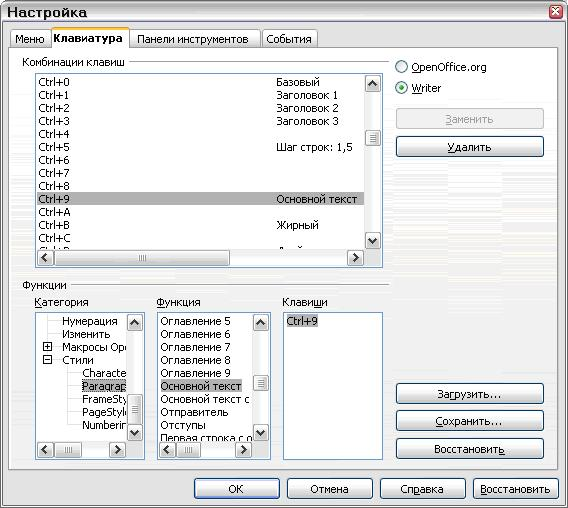 Настройка
Меню Клавиатура Панели инструментов События
Комбинации клавиш
Ctrl+0 Базовый
Ctrl+1 Заголовок 1
Ctrl+2 Заголовок 2
Ctrl+3 Заголовок 3
Ctrl+4
Ctrl+5 Шаг строк: 1,5
Ctrl+6
Ctrl+7
Ctrl+8
Ctrl+9 Основной текст
Ctrl+A
Ctrl+B Жирный
Ctrl+C
OpenOffice.org
Writer
Заменить
Удалить
Функции
Категория
Нумерация
Изменить
Макросы Ope
Стили
Characte
Paragrap
FrameSty
PageStyle
Numberin
Функция
Оглавление 5
Оглавление 6
Оглавление 7
Оглавление 8
Оглавление 9
Основной текст
Основной текст с
Отправитель
Отступы
Первая строка с о
Клавиши
Ctrl+9
Загрузить...
Сохранить...
Восстановить
ОК Отмена Справка Восстановить